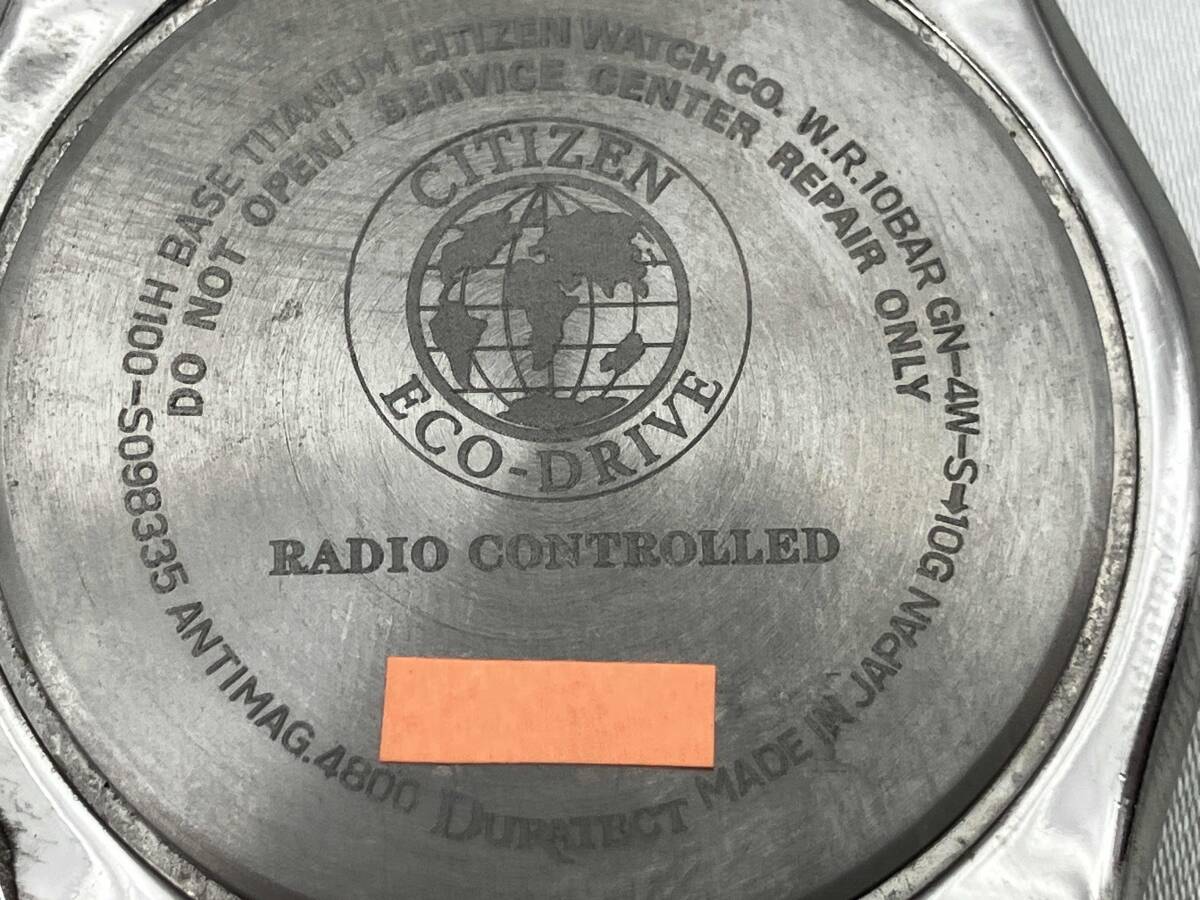 BASE TITANIUM CITIZEN WATCH CO. W.R.10BAR GN-4W-S-10G
DO NOT OPEN! SERVICE CENTER REPAIR ONLY
CITIZEN
ECO-DRIVE
RADIO CONTROLLED
H100-S098335 ANTIMAG.4800 DURATECT MADE IN JAPAN